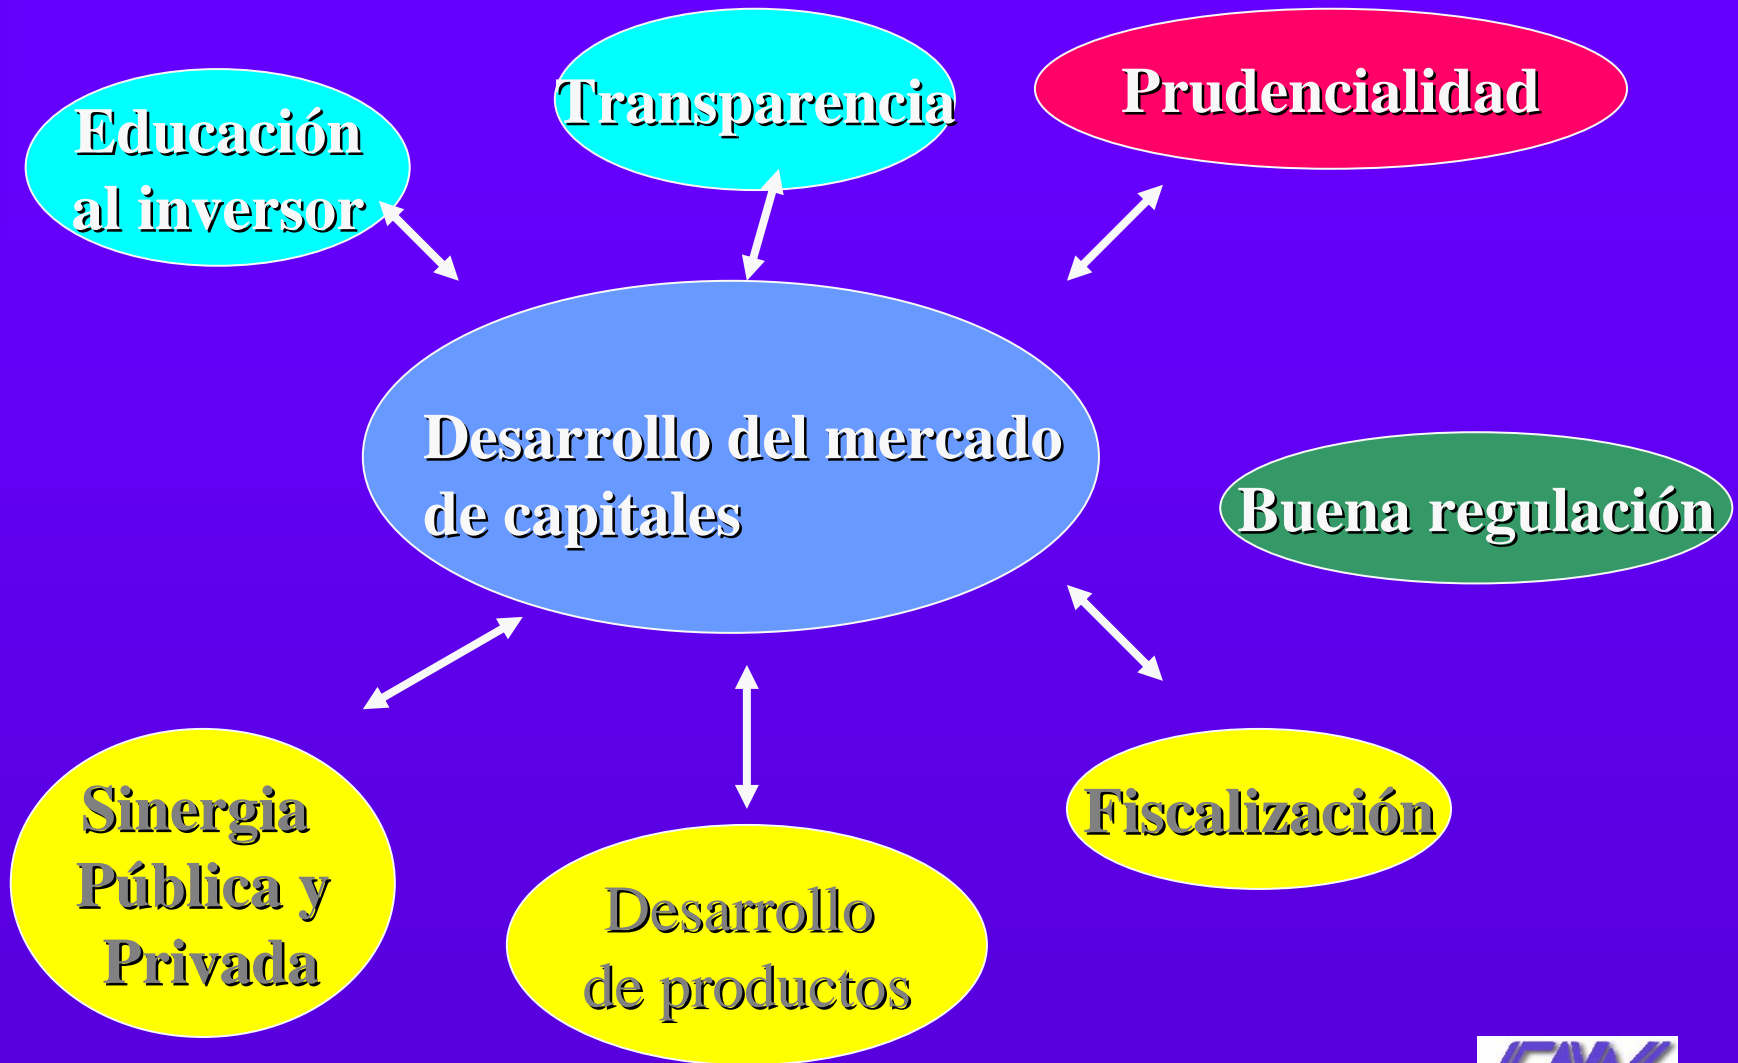 Transparencia
Prudencialidad
Educación
al inversor
Desarrollo del mercado
de capitales
Buena regulación
Sinergia
Pública y
Privada
Fiscalización
Desarrollo
de productos